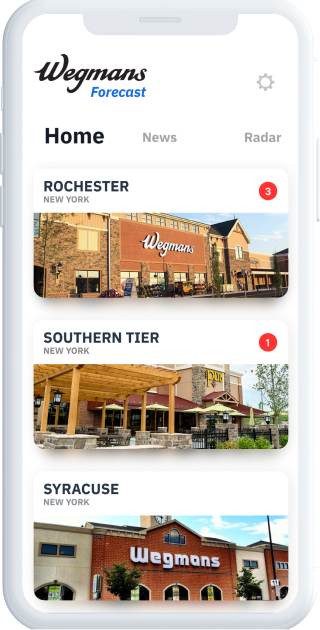 Wegmans
Forecast
Home News Radar
ROCHESTER
3
NEW YORK
Wegmans
SOUTHERN TIER
1
NEW YORK
pub
SYRACUSE
NEW YORK
Wegmans